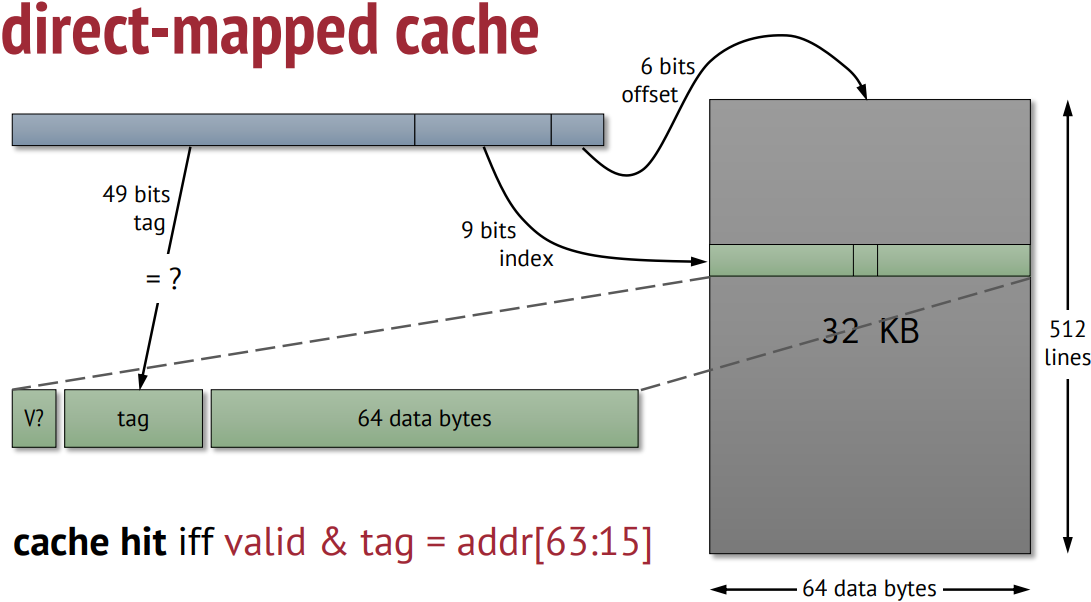 direct-mapped cache
6 bits
offset
49 bits
tag
9 bits
index
= ?
32 KB
512
lines
V?
tag
64 data bytes
cache hit iff valid & tag = addr[63:15]
64 data bytes